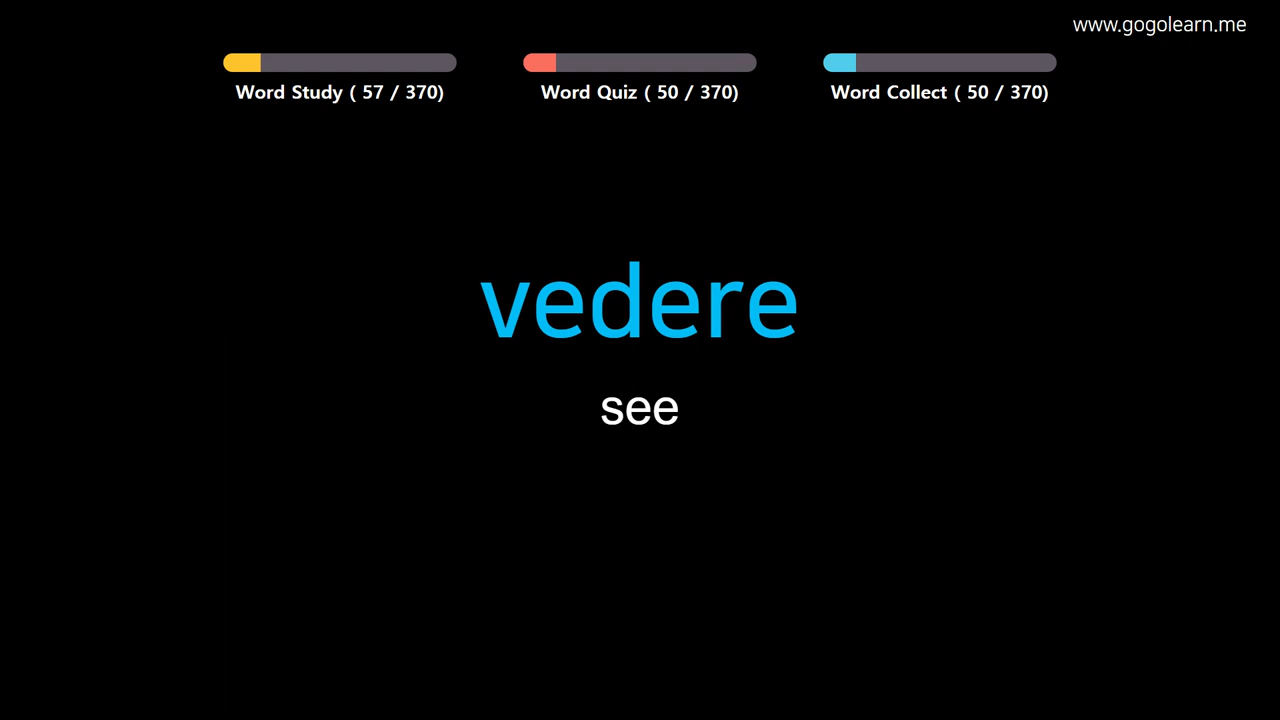 www.gogolearn.me
Word Study ( 57 / 370)
Word Quiz ( 50 / 370)
Word Collect ( 50 / 370)
vedere
see